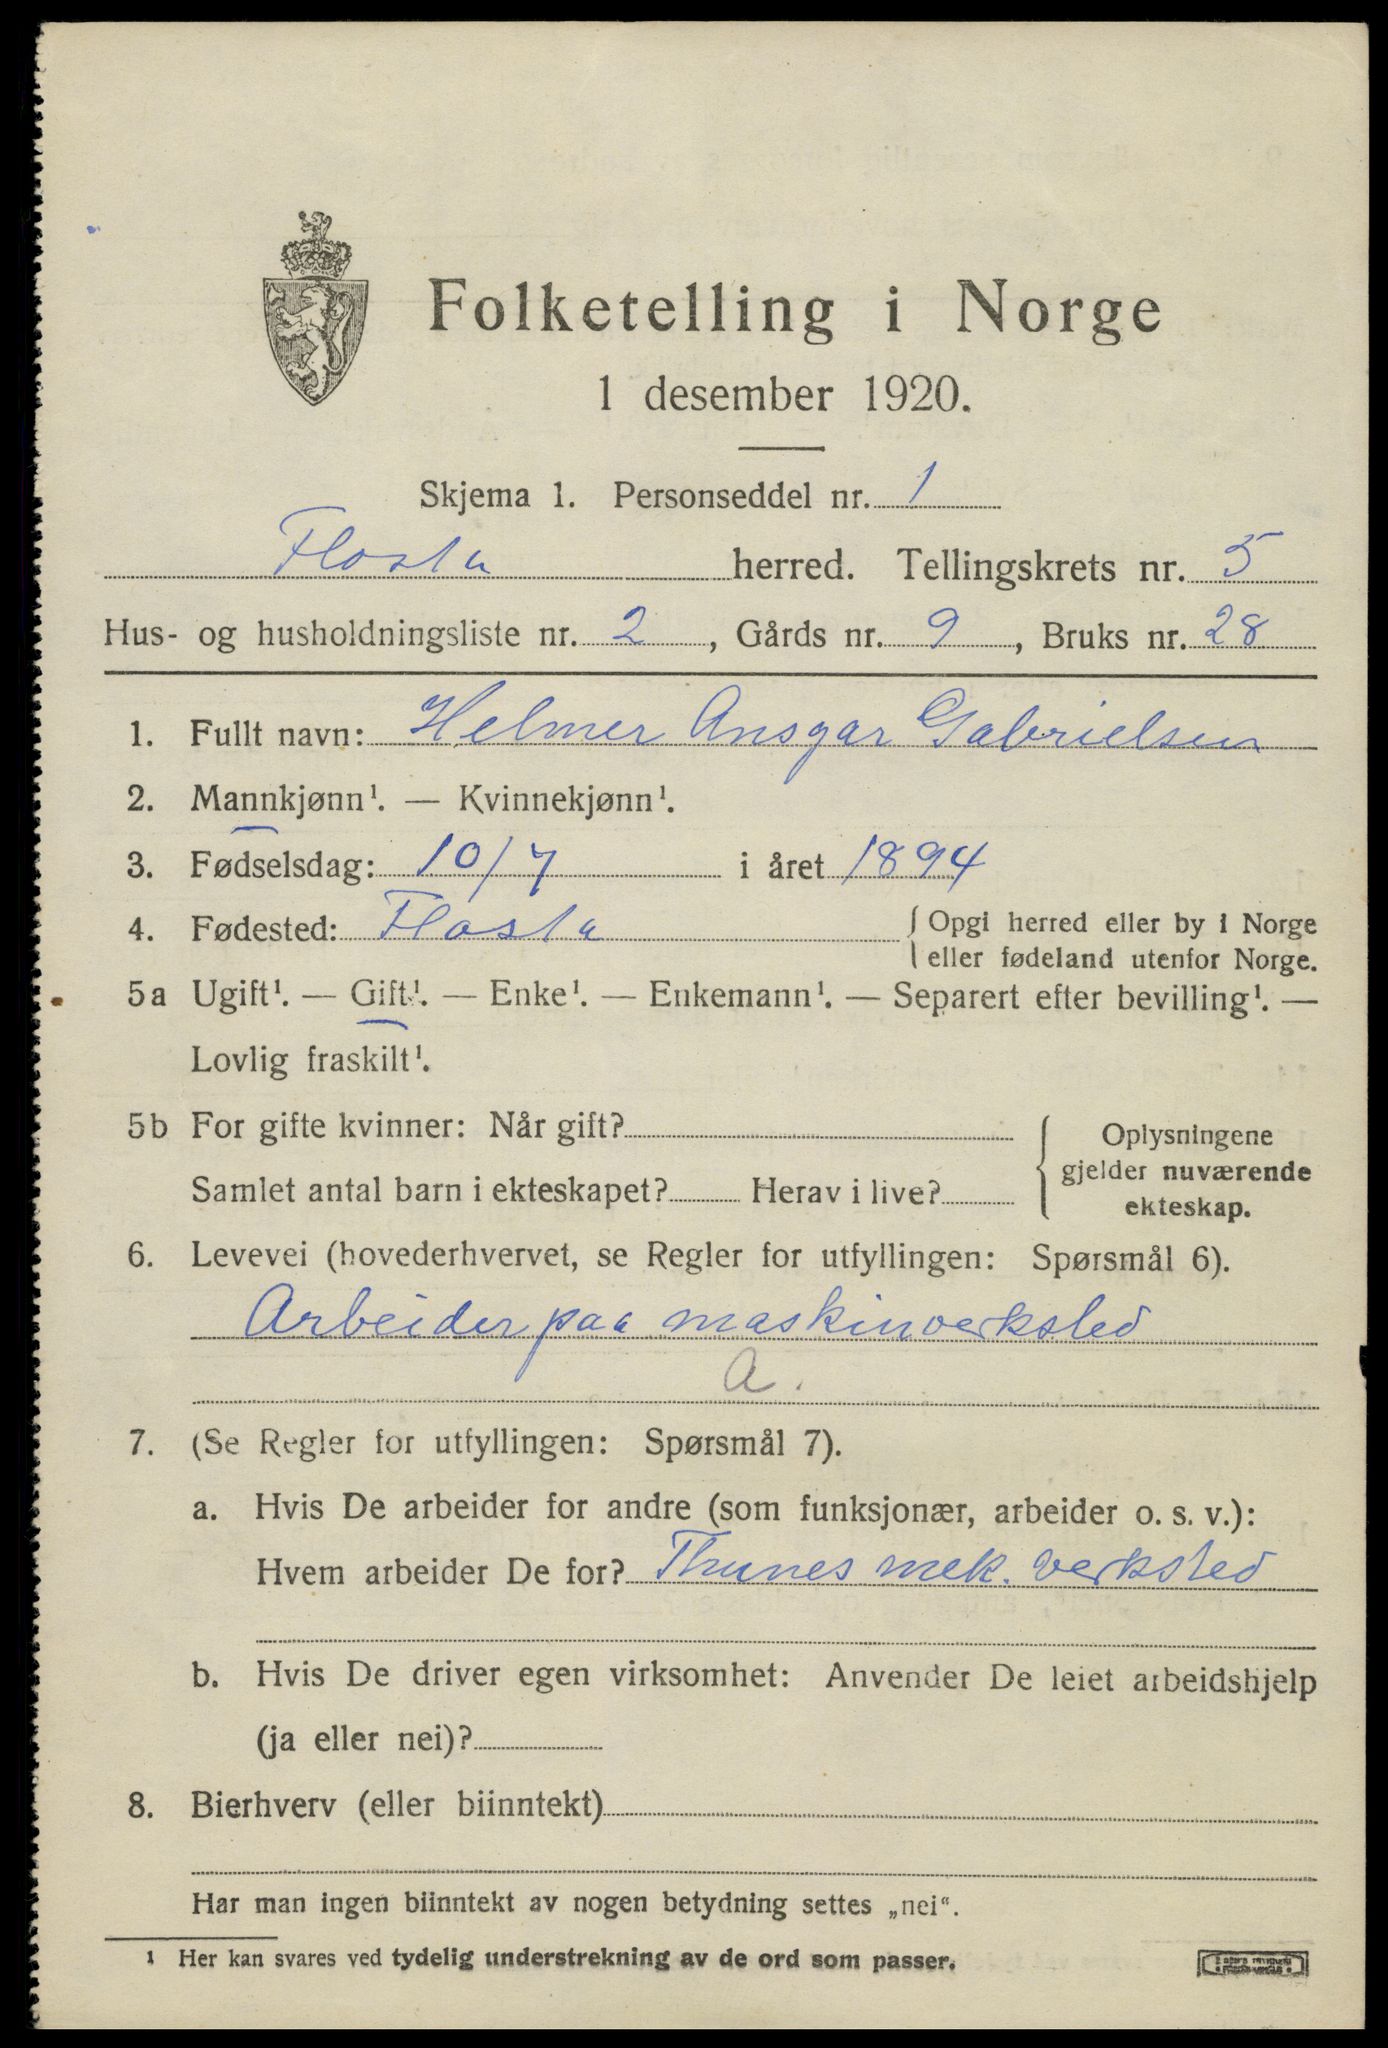 Folketelling i Norge
1 desember 1920.
Skjema 1. Personseddel nr. 1
Flosta herred. Tellingskrets nr. 5
Hus- og husholdningsliste nr. 2, Gårds nr. 9, Bruks nr. 28
1. Fullt navn: Helmer Ansgar Gabrielsen
2. Mannkjønn¹. — Kvinnekjønn¹.
3. Fødselsdag: 10/7 i året 1894
4. Fødested: Flosta { Opgi herred eller by i Norge
eller fødeland utenfor Norge.
5a Ugift¹. — Gift¹. — Enke¹. — Enkemann¹. — Separert efter bevilling¹. —
Lovlig fraskilt¹.
5b For gifte kvinner: Når gift?
Samlet antal barn i ekteskapet? Herav i live?
Oplysningene
gjelder nuværende
ekteskap.
6. Levevei (hovederhvervet, se Regler for utfyllingen: Spørsmål 6).
Arbeider paa maskinverksted
A.
7. (Se Regler for utfyllingen: Spørsmål 7).
a. Hvis De arbeider for andre (som funksjonær, arbeider o. s. v.):
Hvem arbeider De for? Thunes mek. verksted
b. Hvis De driver egen virksomhet: Anvender De leiet arbeidshjelp
(ja eller nei)?
8. Bierhverv (eller biinntekt)
Har man ingen biinntekt av nogen betydning settes „nei“.
¹ Her kan svares ved tydelig understrekning av de ord som passer.